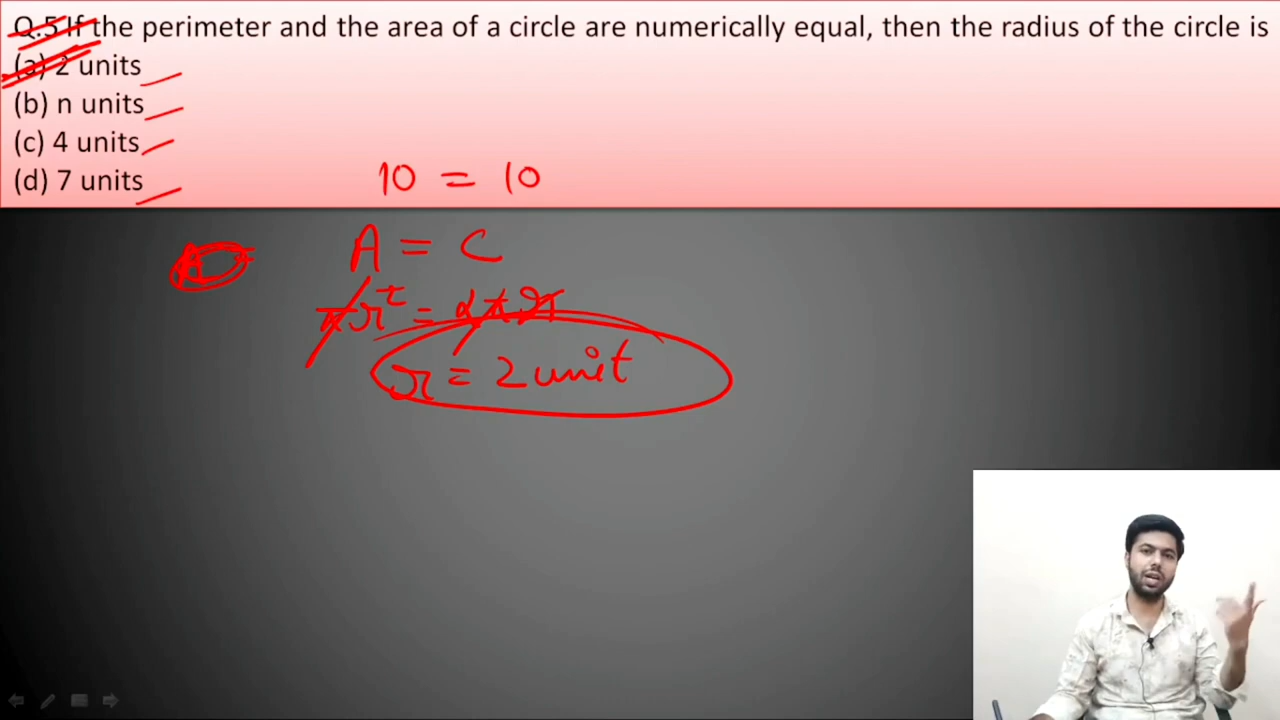 Q.5 If the perimeter and the area of a circle are numerically equal, then the radius of the circle is
(a) 2 units
(b) n units
(c) 4 units
(d) 7 units
10 = 10
A = C
πr² = 2πr
r = 2 unit